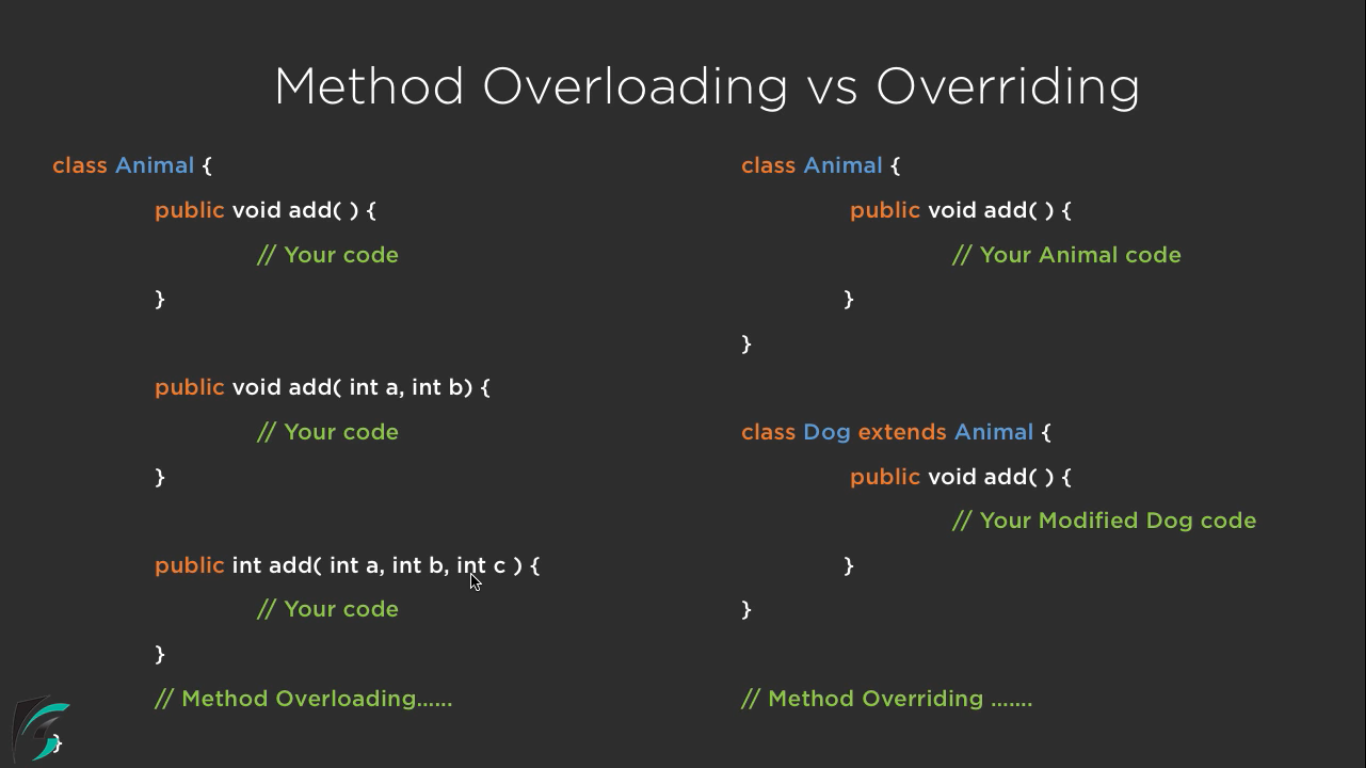 Method Overloading vs Overriding
class Animal {
public void add( ) {
// Your code
}
public void add( int a, int b) {
// Your code
}
public int add( int a, int b, int c ) {
// Your code
}
// Method Overloading......
}
class Animal {
public void add( ) {
// Your Animal code
}
}
class Dog extends Animal {
public void add( ) {
// Your Modified Dog code
}
}
// Method Overriding .......